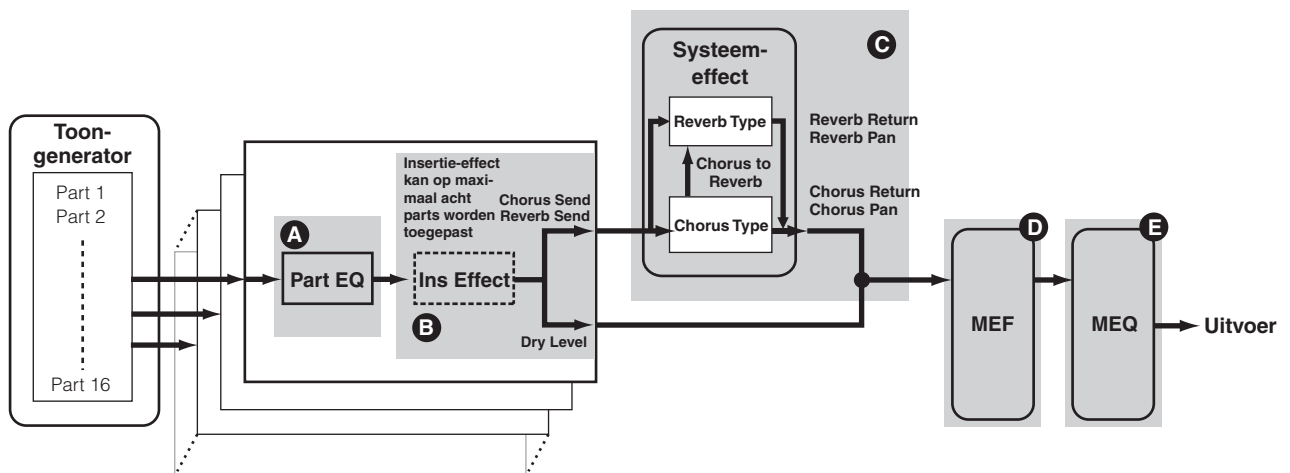 Toon-
generator
Part 1
Part 2
Part 16
A
Part EQ
Insertie-effect
kan op maxi-
maal acht
parts worden
toegepast
Ins Effect
B
Chorus Send
Reverb Send
Dry Level
C
Systeem-
effect
Reverb Type
Chorus to
Reverb
Chorus Type
Reverb Return
Reverb Pan
Chorus Return
Chorus Pan
D
MEF
E
MEQ
Uitvoer